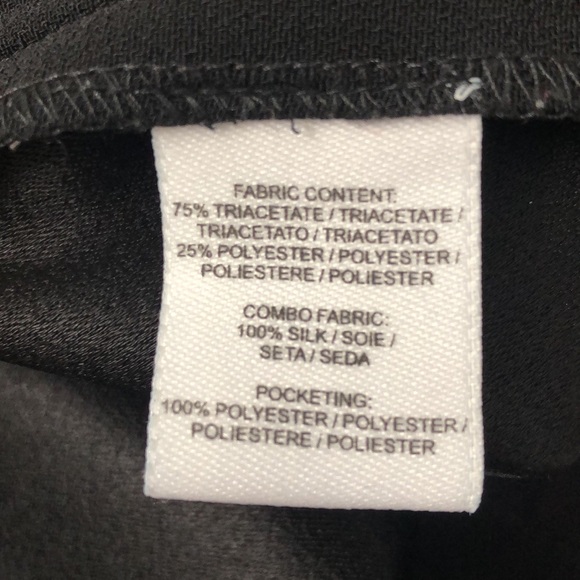 FABRIC CONTENT:
75% TRIACETATE / TRIACETATE /
TRIACETATO / TRIACETATO
25% POLYESTER / POLYESTER /
POLIESTERE / POLIESTER
COMBO FABRIC:
100% SILK / SOIE /
SETA / SEDA
POCKETING:
100% POLYESTER / POLYESTER /
POLIESTERE / POLIESTER